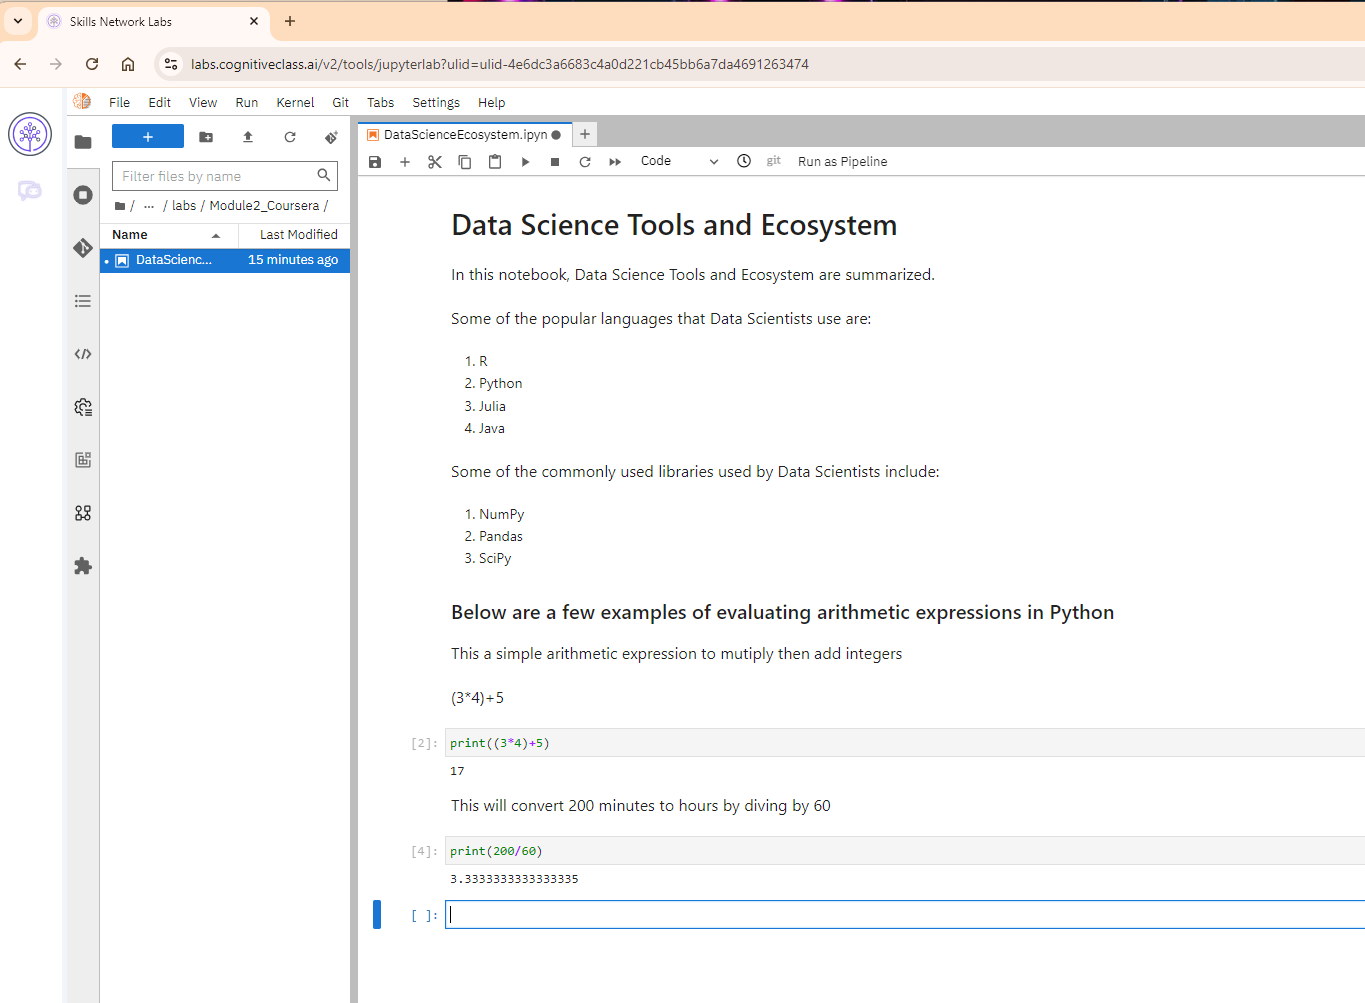 Skills Network Labs
labs.cognitiveclass.ai/v2/tools/jupyterlab?ulid=ulid-4e6dc3a6683c4a0d221cb45bb6a7da4691263474
File Edit View Run Kernel Git Tabs Settings Help
DataScienceEcosystem.ipyn
Code git Run as Pipeline
Filter files by name
/ ... / labs / Module2_Coursera /
Name Last Modified
DataScienc... 15 minutes ago
Data Science Tools and Ecosystem
In this notebook, Data Science Tools and Ecosystem are summarized.
Some of the popular languages that Data Scientists use are:
1. R
2. Python
3. Julia
4. Java
Some of the commonly used libraries used by Data Scientists include:
1. NumPy
2. Pandas
3. SciPy
Below are a few examples of evaluating arithmetic expressions in Python
This a simple arithmetic expression to mutiply then add integers
(3*4)+5
[2]: print((3*4)+5)
17
This will convert 200 minutes to hours by diving by 60
[4]: print(200/60)
3.3333333333333335
[ ]: